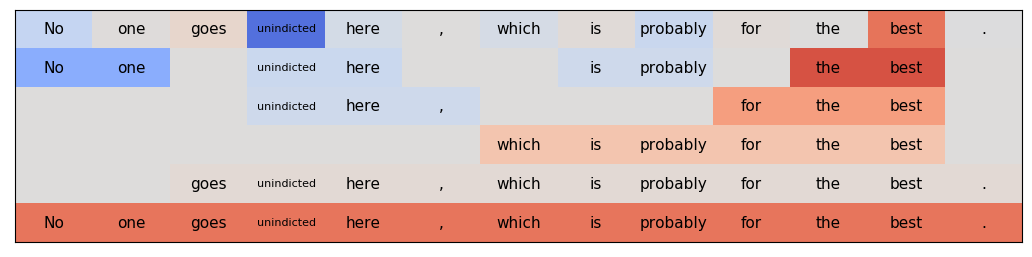 No one goes unindicted here , which is probably for the best .
No one unindicted here is probably the best
unindicted here , for the best
which is probably for the best
goes unindicted here , which is probably for the best .
No one goes unindicted here , which is probably for the best .